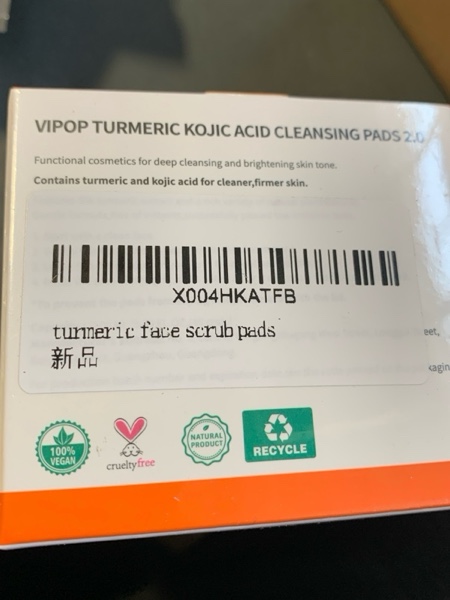 VIPOP TURMERIC KOJIC ACID CLEANSING PADS 2.0
Functional cosmetics for deep cleansing and brightening skin tone.
Contains turmeric and kojic acid for cleaner,firmer skin.
X004HKATFB
turmeric face scrub pads
新品
eet,
kagin
100%
VEGAN
crueltyfree
NATURAL
PRODUCT
RECYCLE